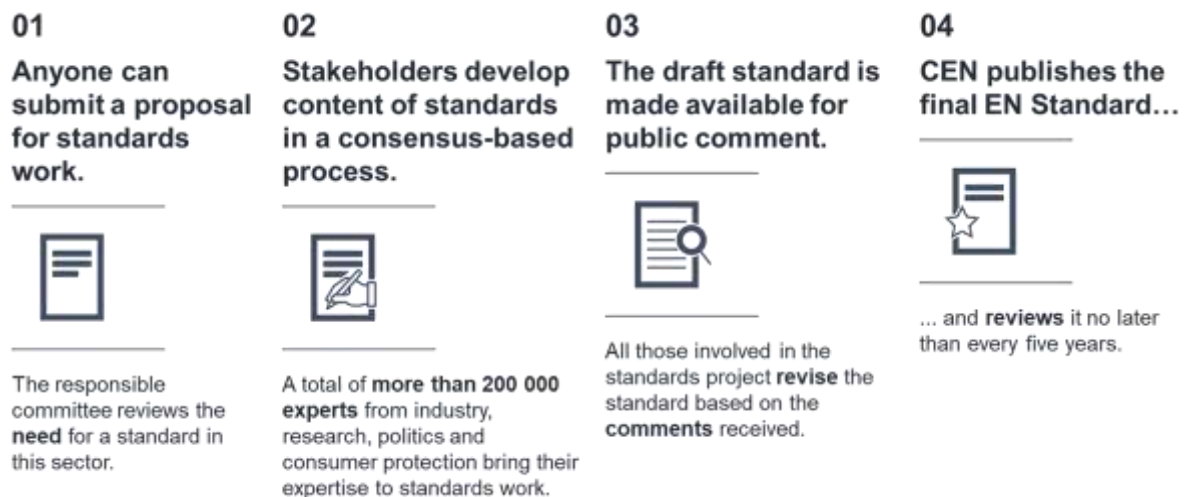 01
Anyone can
submit a proposal
for standards
work.
The responsible
committee reviews the
need for a standard in
this sector.
02
Stakeholders develop
content of standards
in a consensus-based
process.
A total of more than 200 000
experts from industry,
research, politics and
consumer protection bring their
expertise to standards work.
03
The draft standard is
made available for
public comment.
All those involved in the
standards project revise the
standard based on the
comments received.
04
CEN publishes the
final EN Standard...
... and reviews it no later
than every five years.